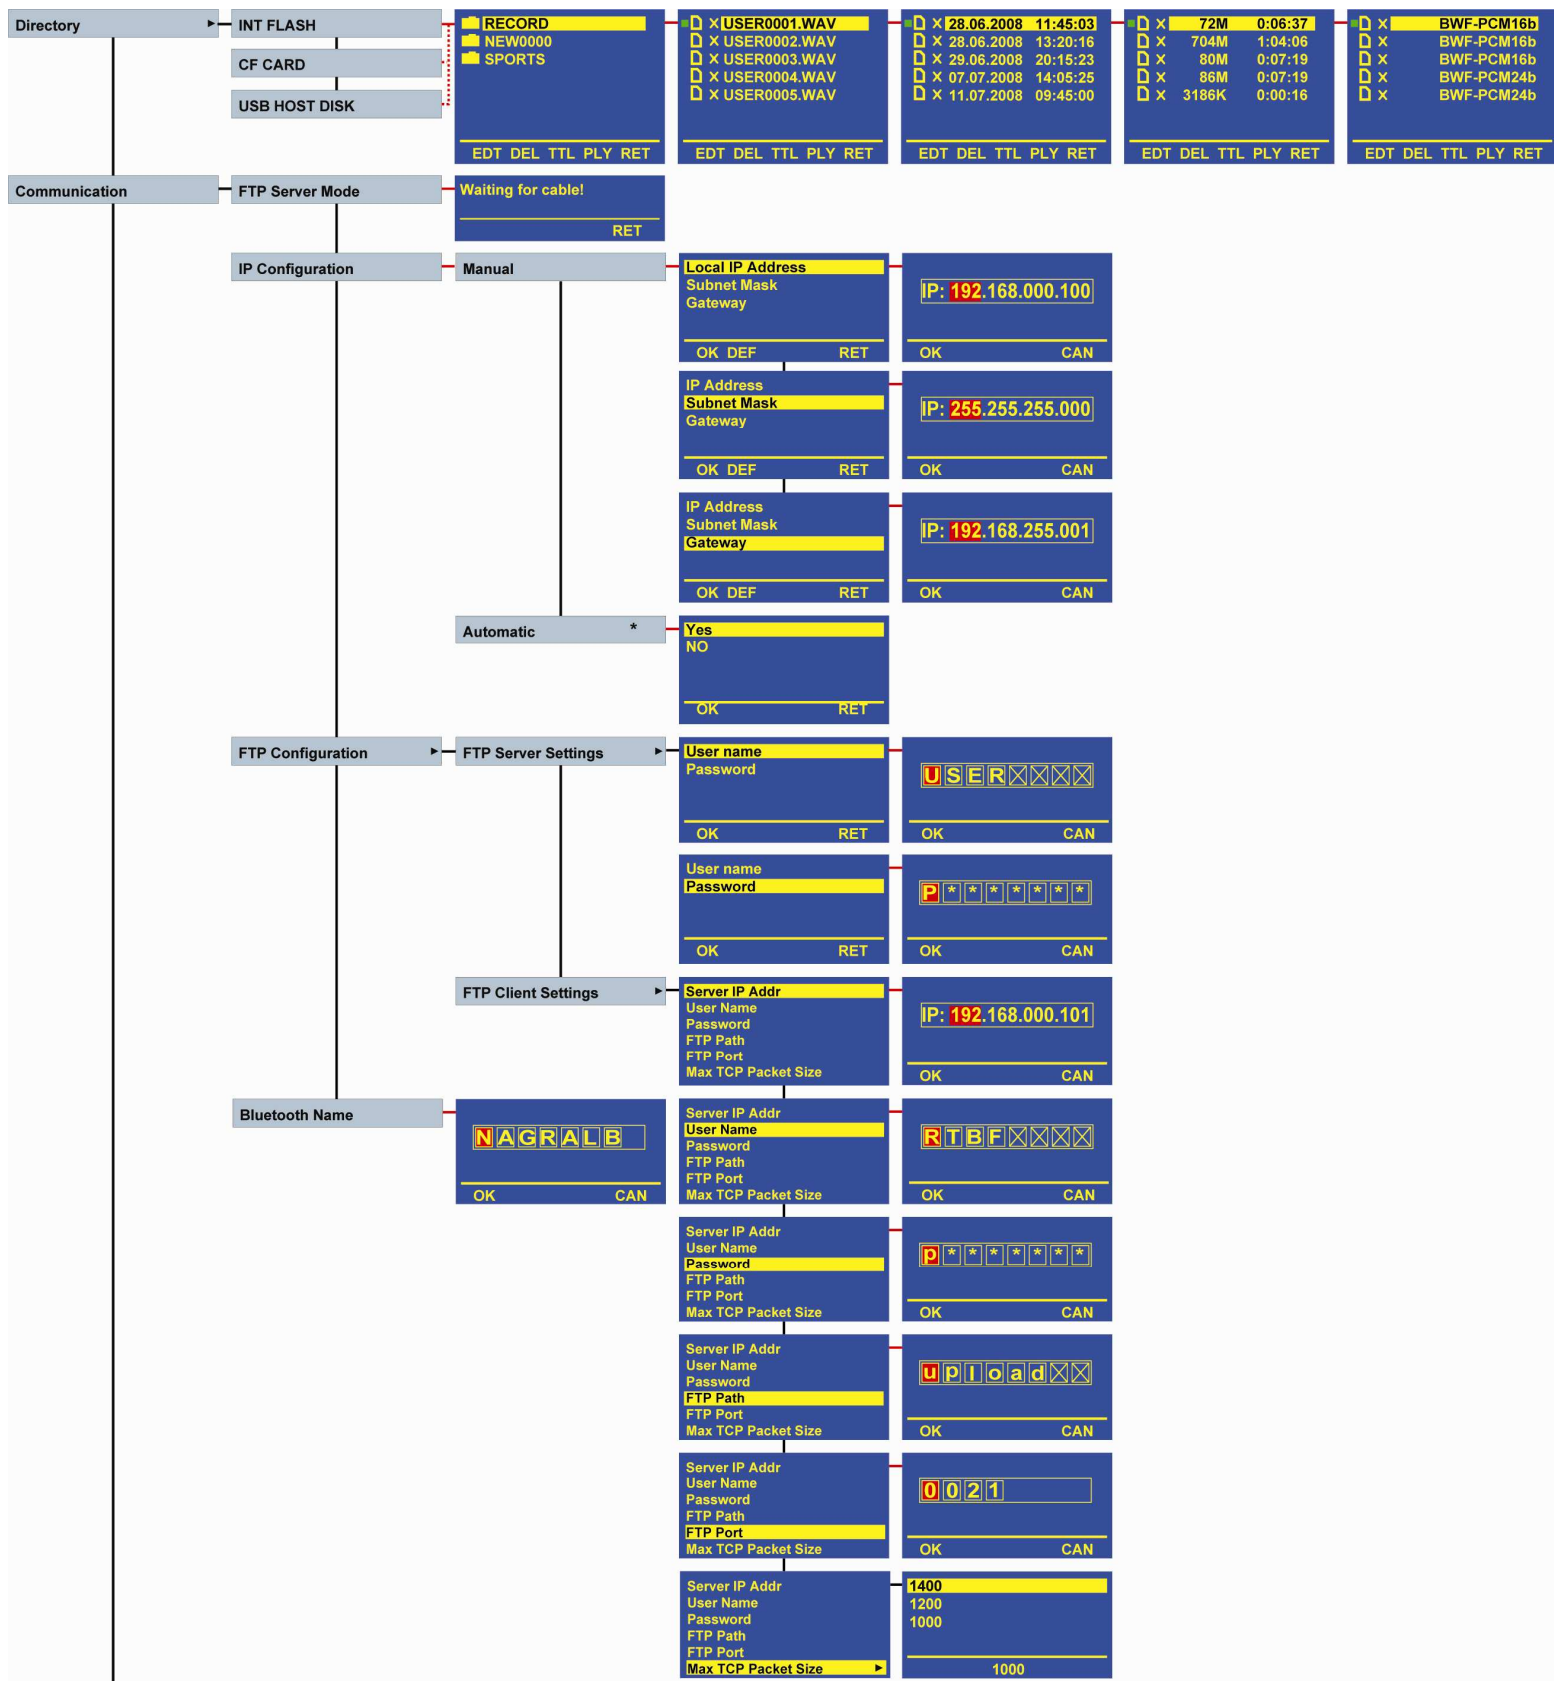 Directory
INT FLASH
CF CARD
USB HOST DISK
RECORD
NEW0000
SPORTS
EDT DEL TTL PLY RET
X USER0001.WAV
X USER0002.WAV
X USER0003.WAV
X USER0004.WAV
X USER0005.WAV
EDT DEL TTL PLY RET
X 28.06.2008 11:45:03
X 28.06.2008 13:20:16
X 29.06.2008 20:15:23
X 07.07.2008 14:05:25
X 11.07.2008 09:45:00
EDT DEL TTL PLY RET
X 72M 0:06:37
X 704M 1:04:06
X 80M 0:07:19
X 86M 0:07:19
X 3186K 0:00:16
EDT DEL TTL PLY RET
X BWF-PCM16b
X BWF-PCM16b
X BWF-PCM16b
X BWF-PCM24b
X BWF-PCM24b
EDT DEL TTL PLY RET
Communication
FTP Server Mode
Waiting for cable!
RET
IP Configuration
Manual
Local IP Address
Subnet Mask
Gateway
OK DEF RET
IP: 192.168.000.100
OK CAN
IP Address
Subnet Mask
Gateway
OK DEF RET
IP: 255.255.255.000
OK CAN
IP Address
Subnet Mask
Gateway
OK DEF RET
IP: 192.168.255.001
OK CAN
Automatic *
Yes
NO
OK RET
FTP Configuration
FTP Server Settings
User name
Password
OK RET
USER
OK CAN
User name
Password
OK RET
P*******
OK CAN
FTP Client Settings
Server IP Addr
User Name
Password
FTP Path
FTP Port
Max TCP Packet Size
IP: 192.168.000.101
OK CAN
Bluetooth Name
NAGRALB
OK CAN
Server IP Addr
User Name
Password
FTP Path
FTP Port
Max TCP Packet Size
RTBF
OK CAN
Server IP Addr
User Name
Password
FTP Path
FTP Port
Max TCP Packet Size
p*******
OK CAN
Server IP Addr
User Name
Password
FTP Path
FTP Port
Max TCP Packet Size
upload
OK CAN
Server IP Addr
User Name
Password
FTP Path
FTP Port
Max TCP Packet Size
0021
OK CAN
Server IP Addr
User Name
Password
FTP Path
FTP Port
Max TCP Packet Size
1400
1200
1000
1000